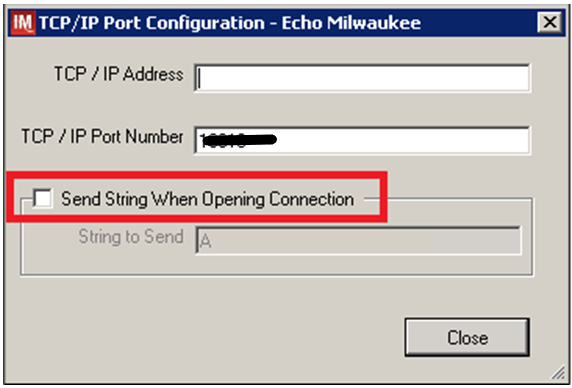 IM TCP/IP Port Configuration - Echo Milwaukee
TCP / IP Address
TCP / IP Port Number
Send String When Opening Connection
String to Send A
Close